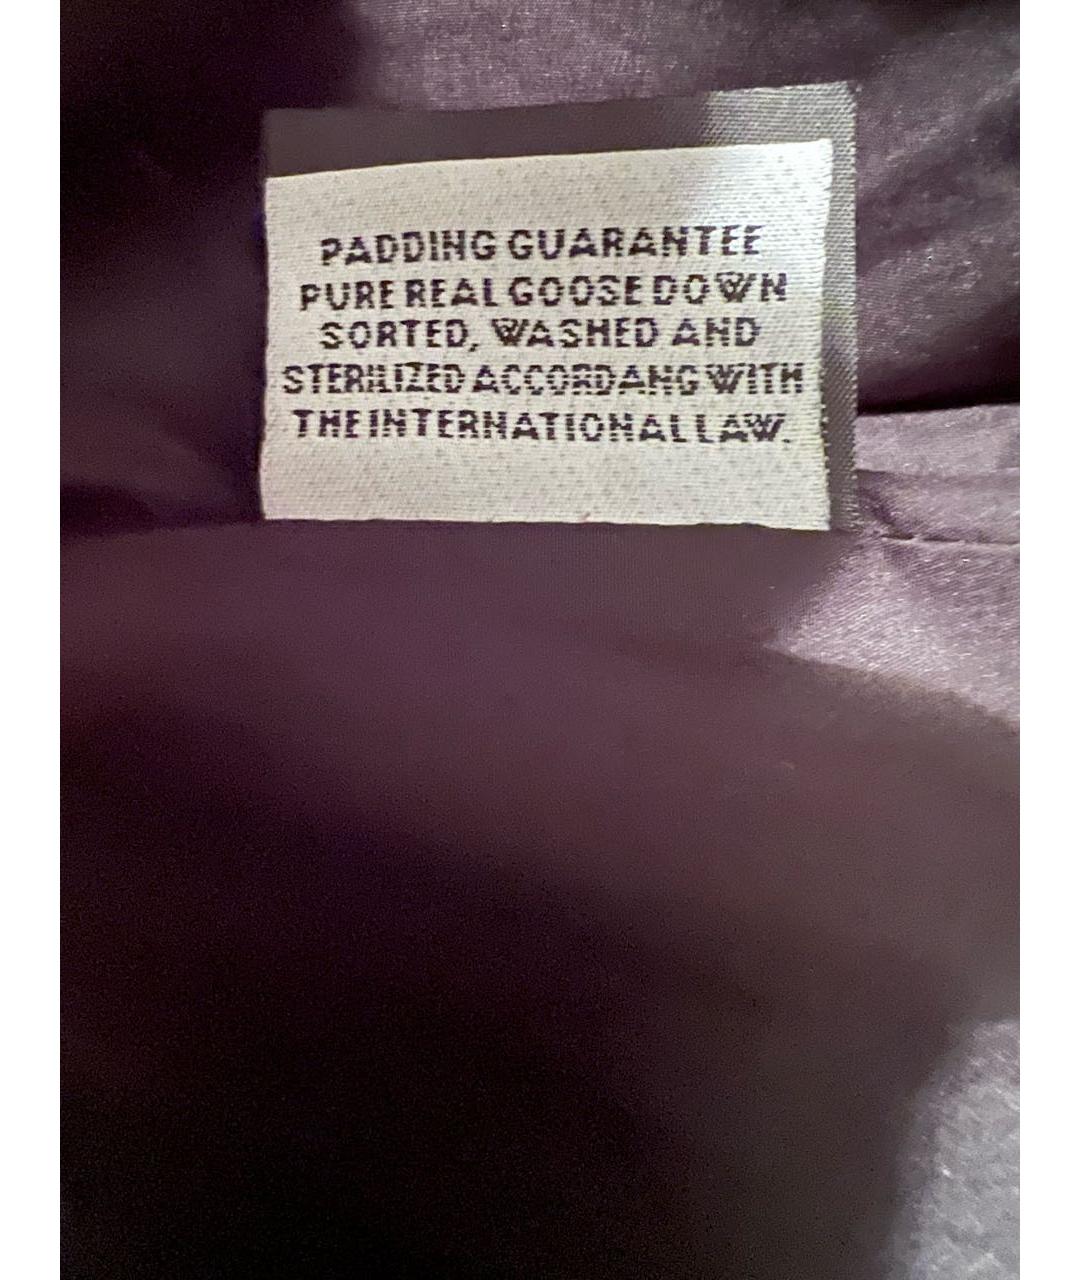 PADDING GUARANTEE
PURE REAL GOOSE DOWN
SORTED, WASHED AND
STERILIZED ACCORDANG WITH
THE INTERNATIONAL LAW.